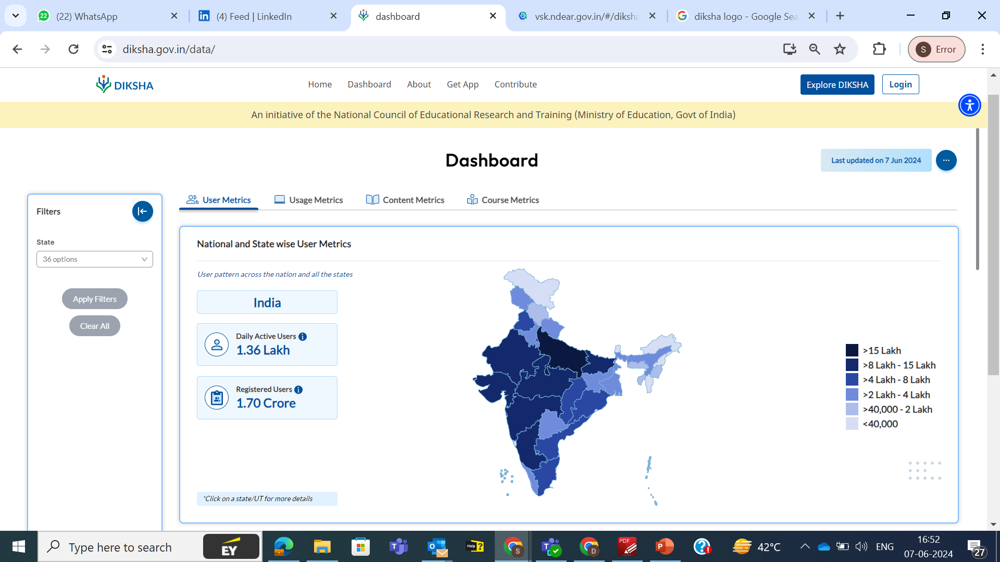 (22) WhatsApp
(4) Feed | LinkedIn
dashboard
vsk.ndear.gov.in/#/diksha
diksha logo - Google Sea
diksha.gov.in/data/
S
Error
DIKSHA
Home
Dashboard
About
Get App
Contribute
Explore DIKSHA
Login
An initiative of the National Council of Educational Research and Training (Ministry of Education, Govt of India)
Dashboard
Last updated on 7 Jun 2024
Filters
State
36 options
Apply Filters
Clear All
User Metrics
Usage Metrics
Content Metrics
Course Metrics
National and State wise User Metrics
User pattern across the nation and all the states
India
Daily Active Users
1.36 Lakh
Registered Users
1.70 Crore
*Click on a state/UT for more details
>15 Lakh
>8 Lakh - 15 Lakh
>4 Lakh - 8 Lakh
>2 Lakh - 4 Lakh
>40,000 - 2 Lakh
<40,000
Type here to search
EY
Help ?
S
D
PDF
P
42°C
ENG
16:52
07-06-2024
27